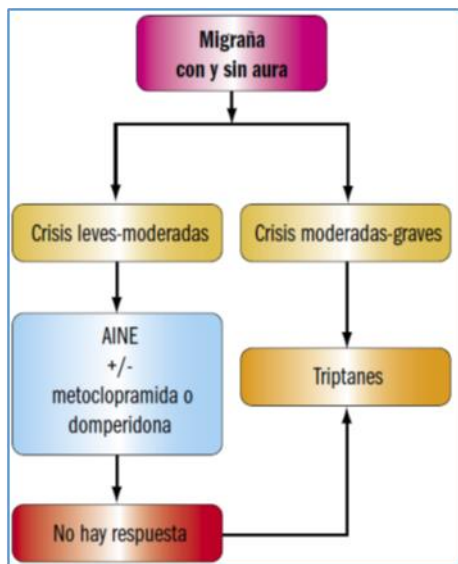 Migraña
con y sin aura
Crisis leves-moderadas
Crisis moderadas-graves
AINE
+/-
metoclopramida o
domperidona
Triptanes
No hay respuesta